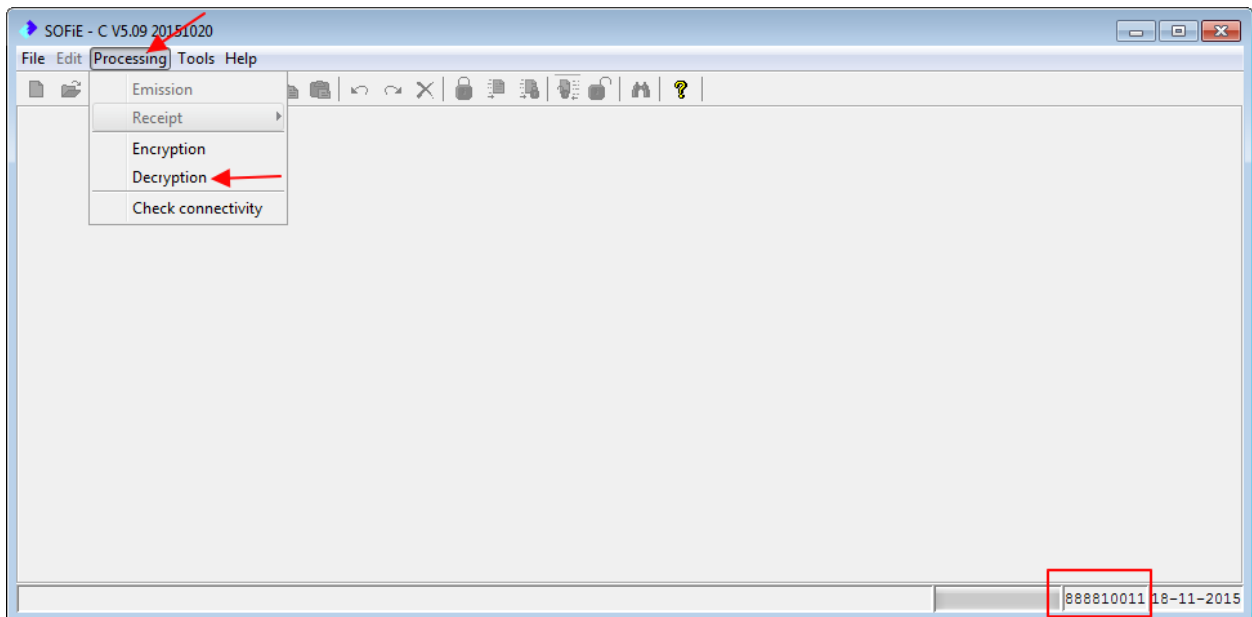 SOFiE - C V5.09 20151020
File Edit Processing Tools Help
Emission
Receipt
Encryption
Decryption
Check connectivity
888810011 18-11-2015